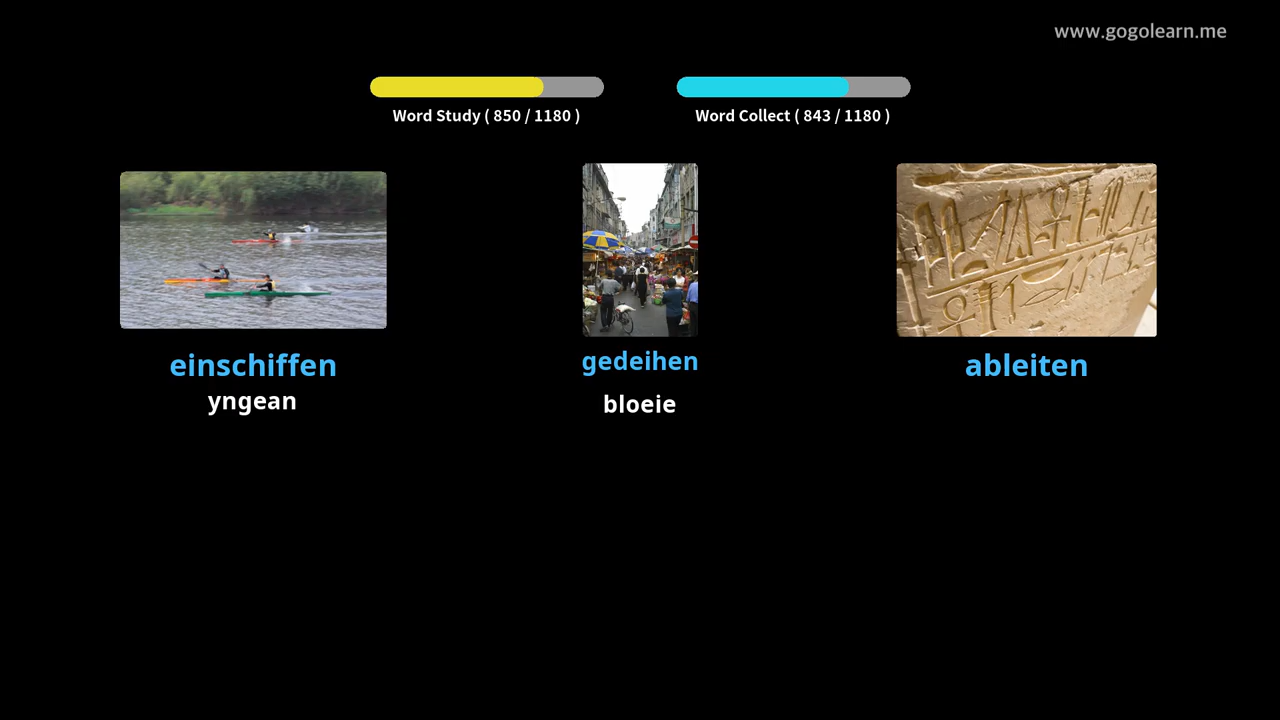 www.gogolearn.me
Word Study ( 850 / 1180 )
Word Collect ( 843 / 1180 )
einschiffen
yngean
gedeihen
bloeie
ableiten